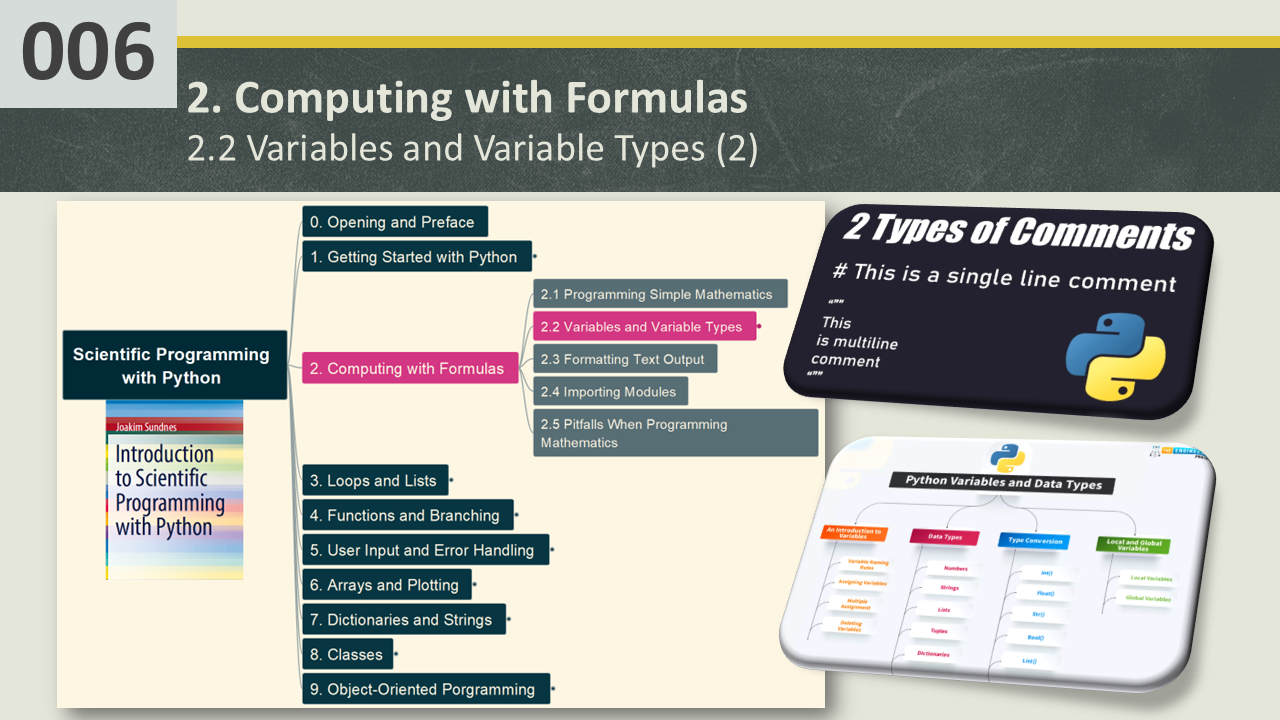 006
2. Computing with Formulas
2.2 Variables and Variable Types (2)
0. Opening and Preface
1. Getting Started with Python
2.1 Programming Simple Mathematics
2.2 Variables and Variable Types
Scientific Programming
with Python
2. Computing with Formulas
2.3 Formatting Text Output
2.4 Importing Modules
2.5 Pitfalls When Programming
Mathematics
Joakim Sundnes
Introduction
to Scientific
Programming
with Python
3. Loops and Lists
4. Functions and Branching
5. User Input and Error Handling
6. Arrays and Plotting
7. Dictionaries and Strings
8. Classes
9. Object-Oriented Porgramming
2 Types of Comments
# This is a single line comment
"""
This
is multiline
comment
"""
Python Variables and Data Types
An Introduction to
Variables
Variable Naming
Rules
Assigning Variables
Multiple
Assignment
Deleting
Variables
Data Types
Numbers
Strings
Lists
Tuples
Dictionaries
Type Conversion
Int()
Float()
Str()
Bool()
List()
Local and Global
Variables
Local Variables
Global Variables